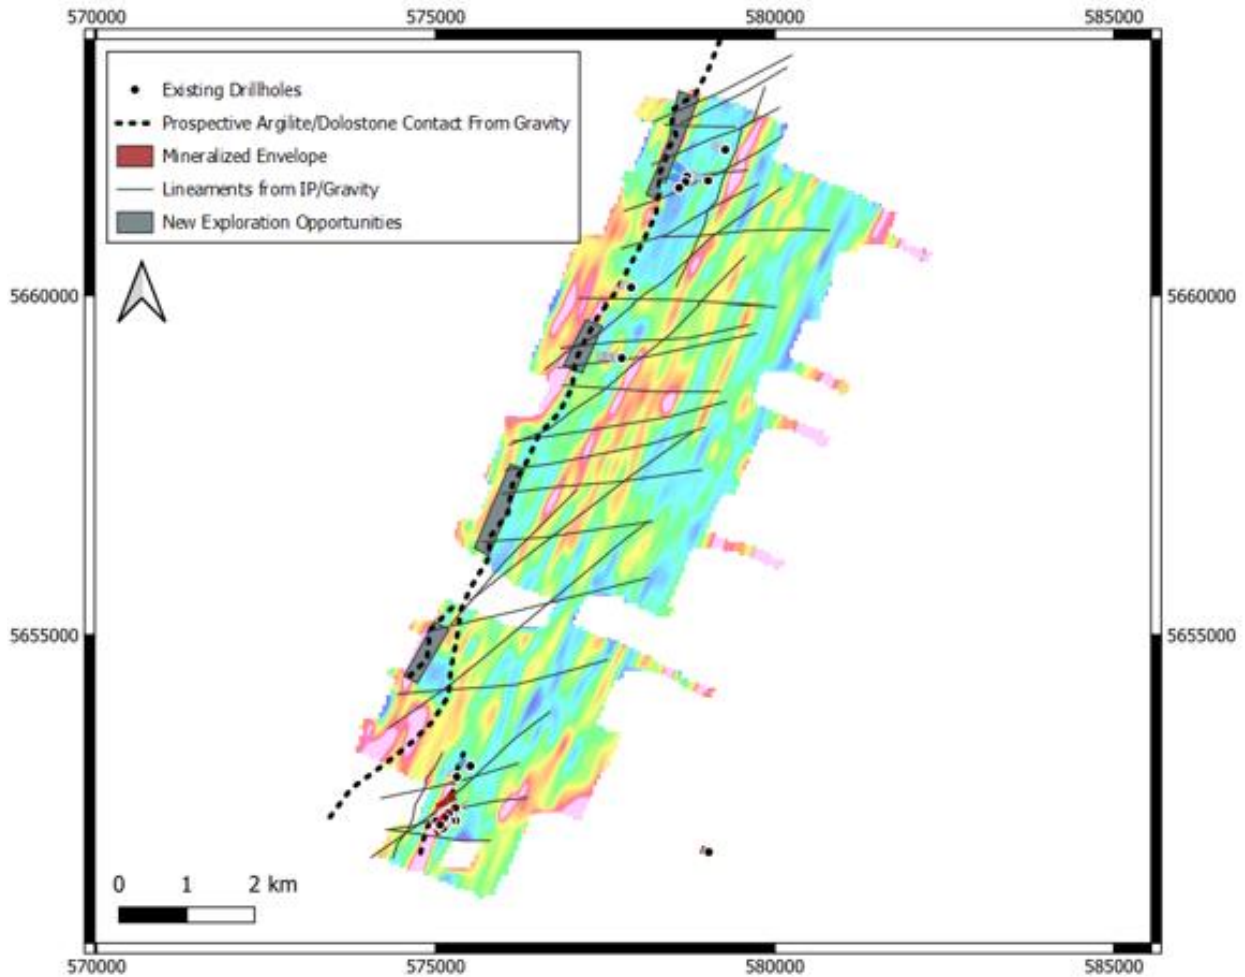 570000 575000 580000 585000
Existing Drillholes
Prospective Argilite/Dolostone Contact From Gravity
Mineralized Envelope
Lineaments from IP/Gravity
New Exploration Opportunities
5660000 5660000
5655000 5655000
0 1 2 km
570000 575000 580000 585000